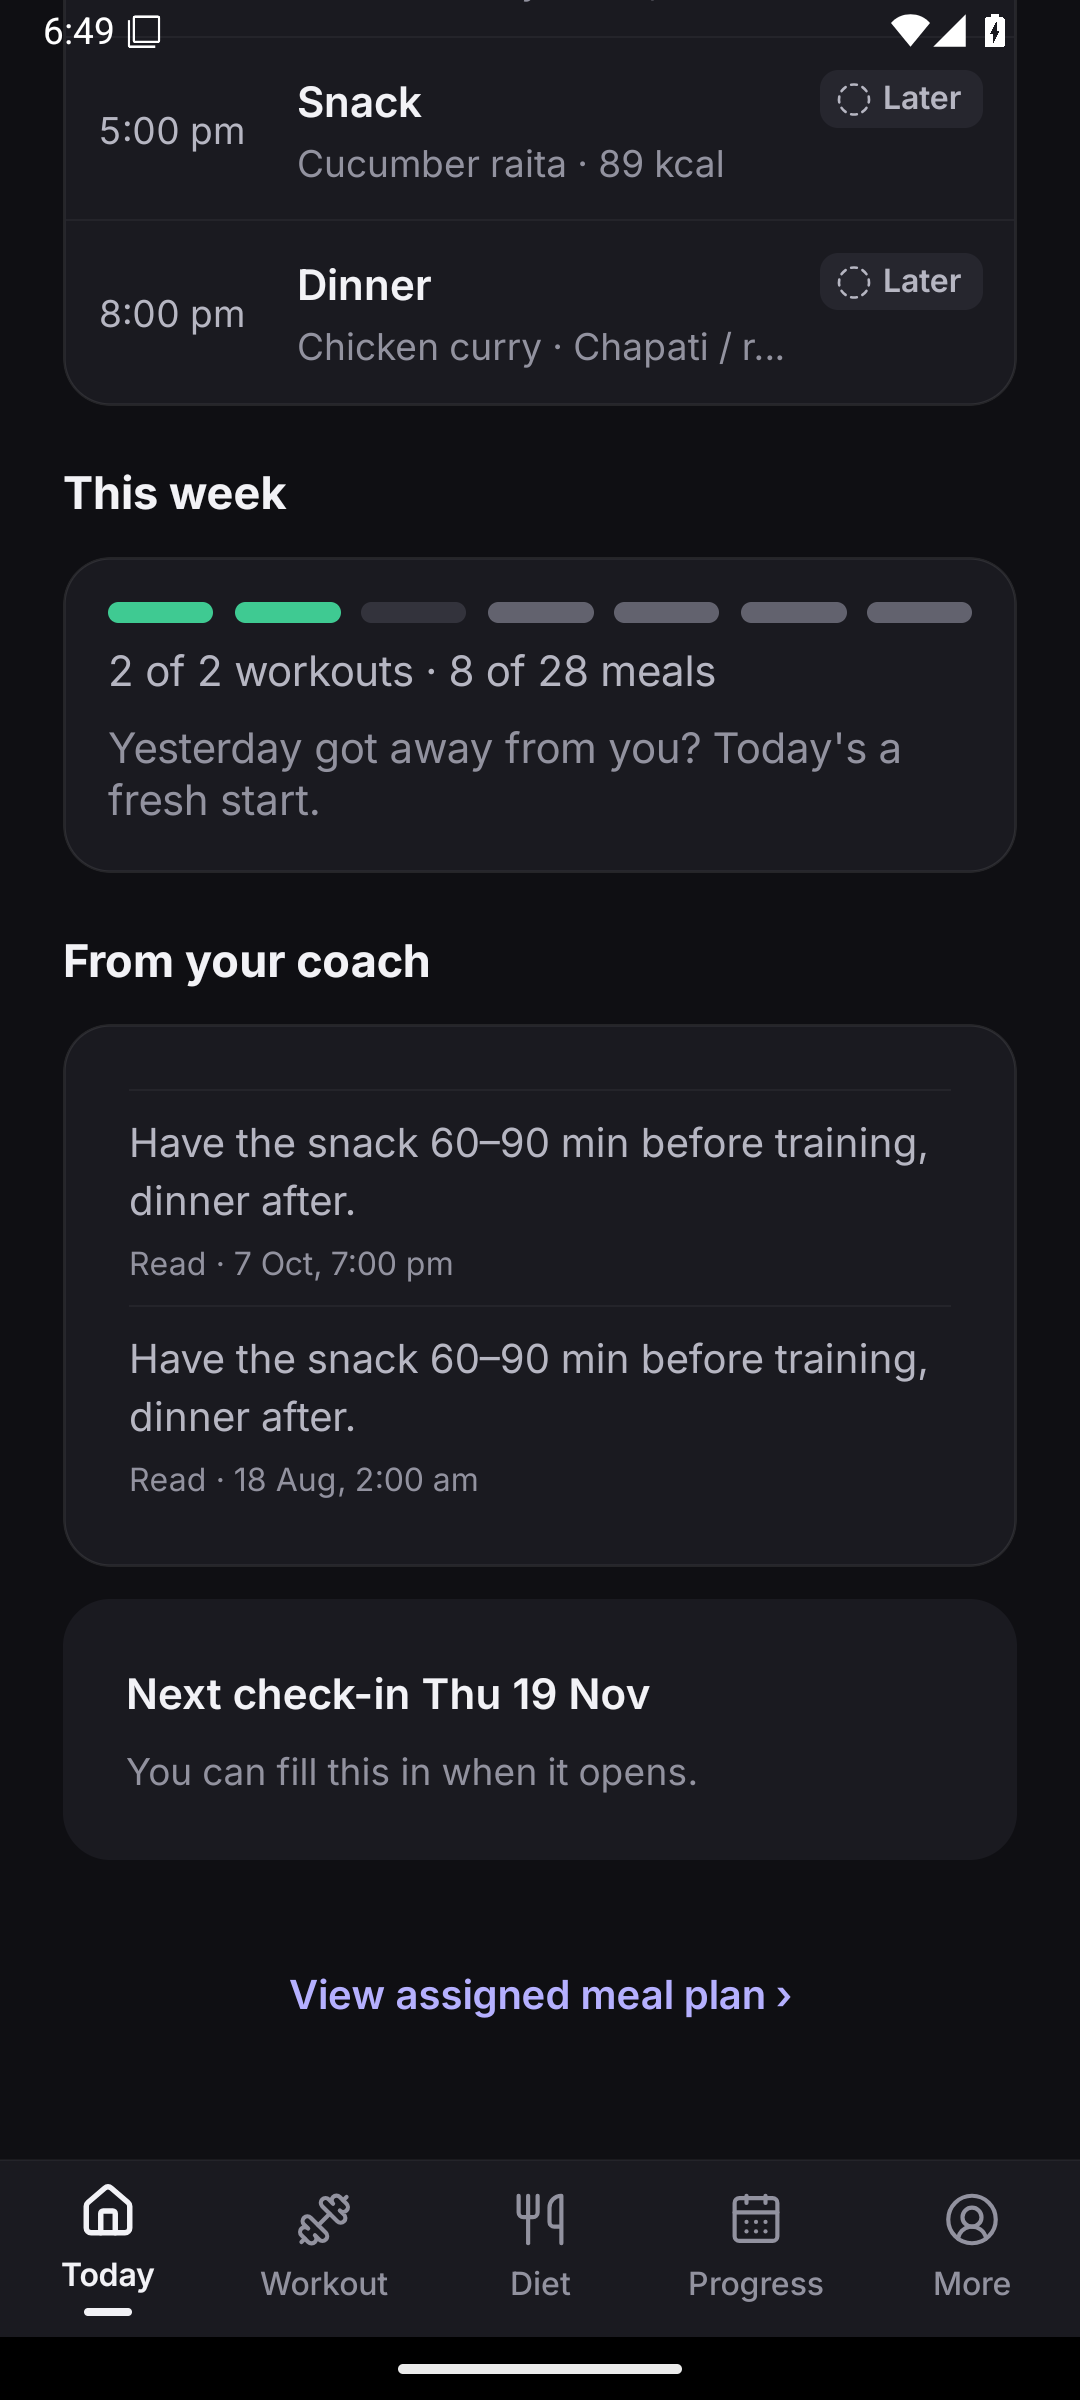 6:49
5:00 pm
Snack
Later
Cucumber raita · 89 kcal
8:00 pm
Dinner
Later
Chicken curry · Chapati / r...
This week
2 of 2 workouts · 8 of 28 meals
Yesterday got away from you? Today's a
fresh start.
From your coach
Have the snack 60–90 min before training,
dinner after.
Read · 7 Oct, 7:00 pm
Have the snack 60–90 min before training,
dinner after.
Read · 18 Aug, 2:00 am
Next check-in Thu 19 Nov
You can fill this in when it opens.
View assigned meal plan ›
Today
Workout
Diet
Progress
More